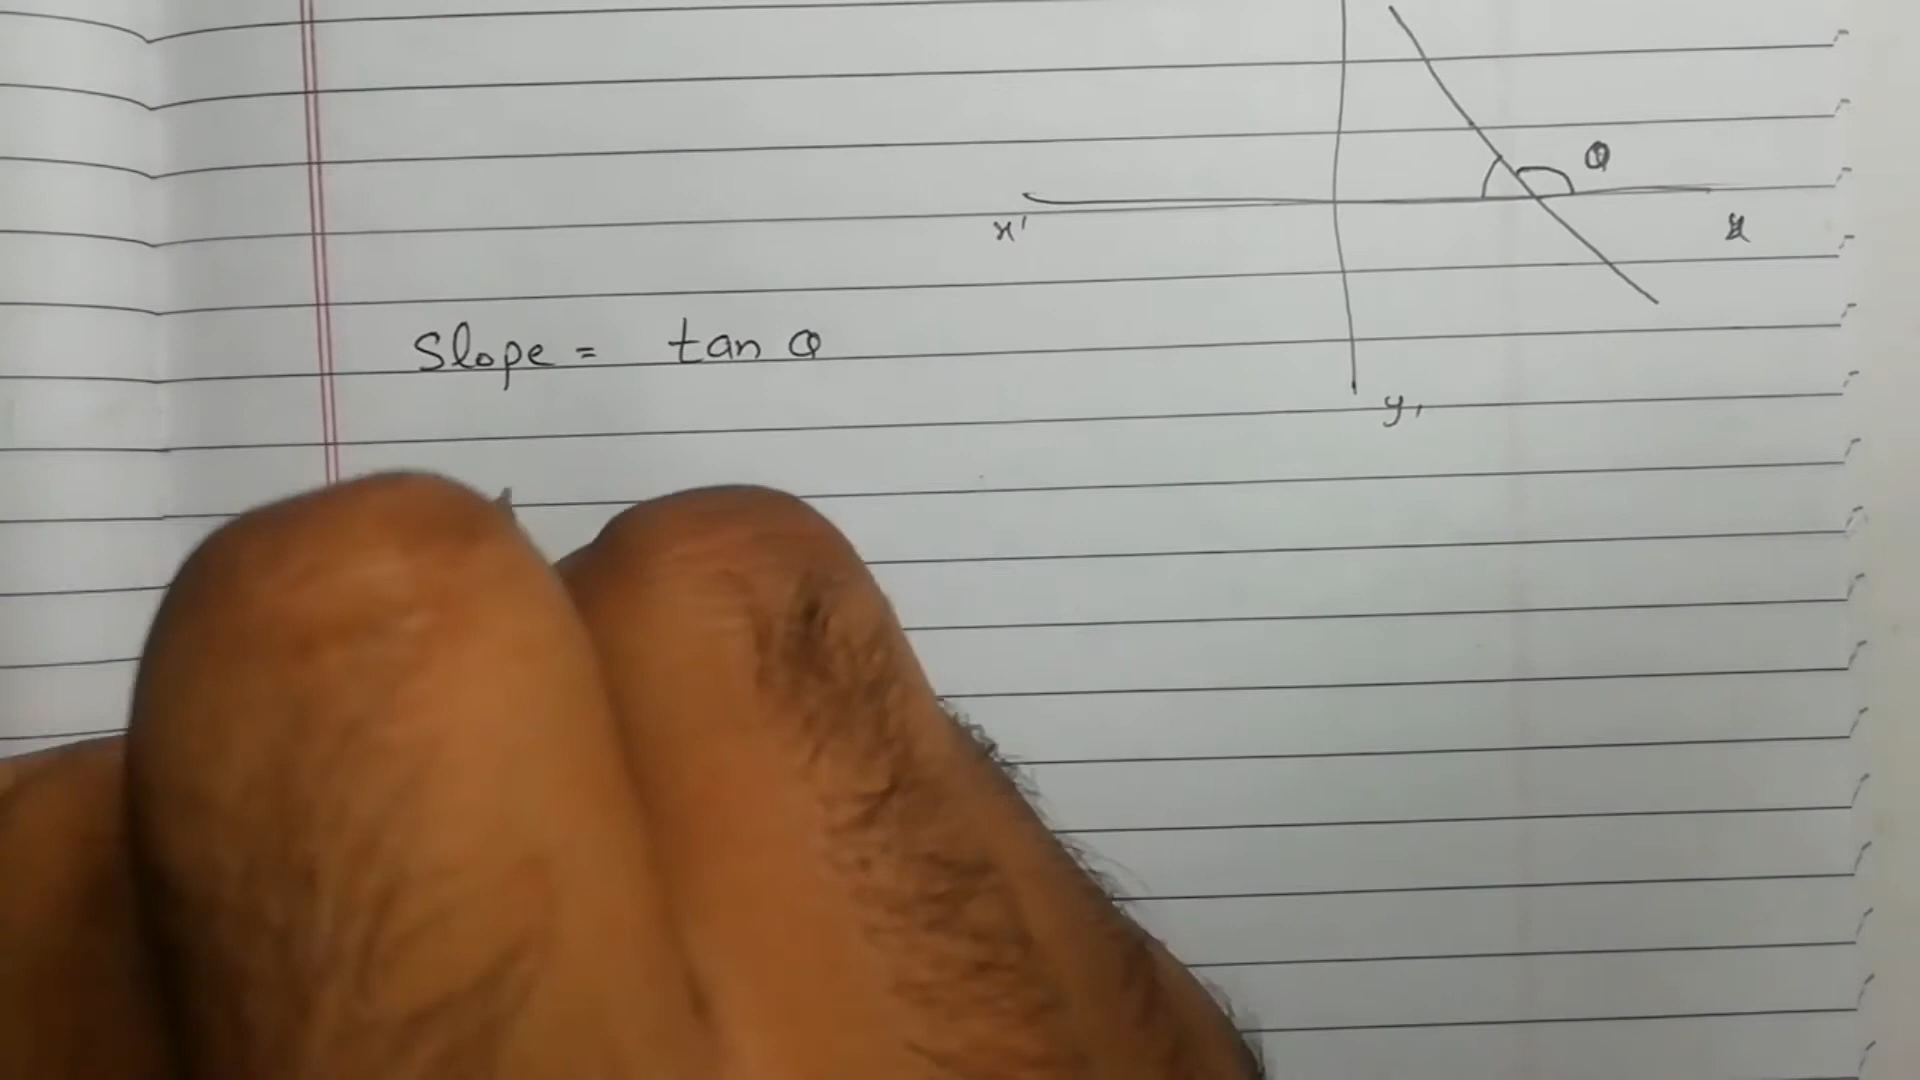 θ
x'
x
Slope = tan θ
y'